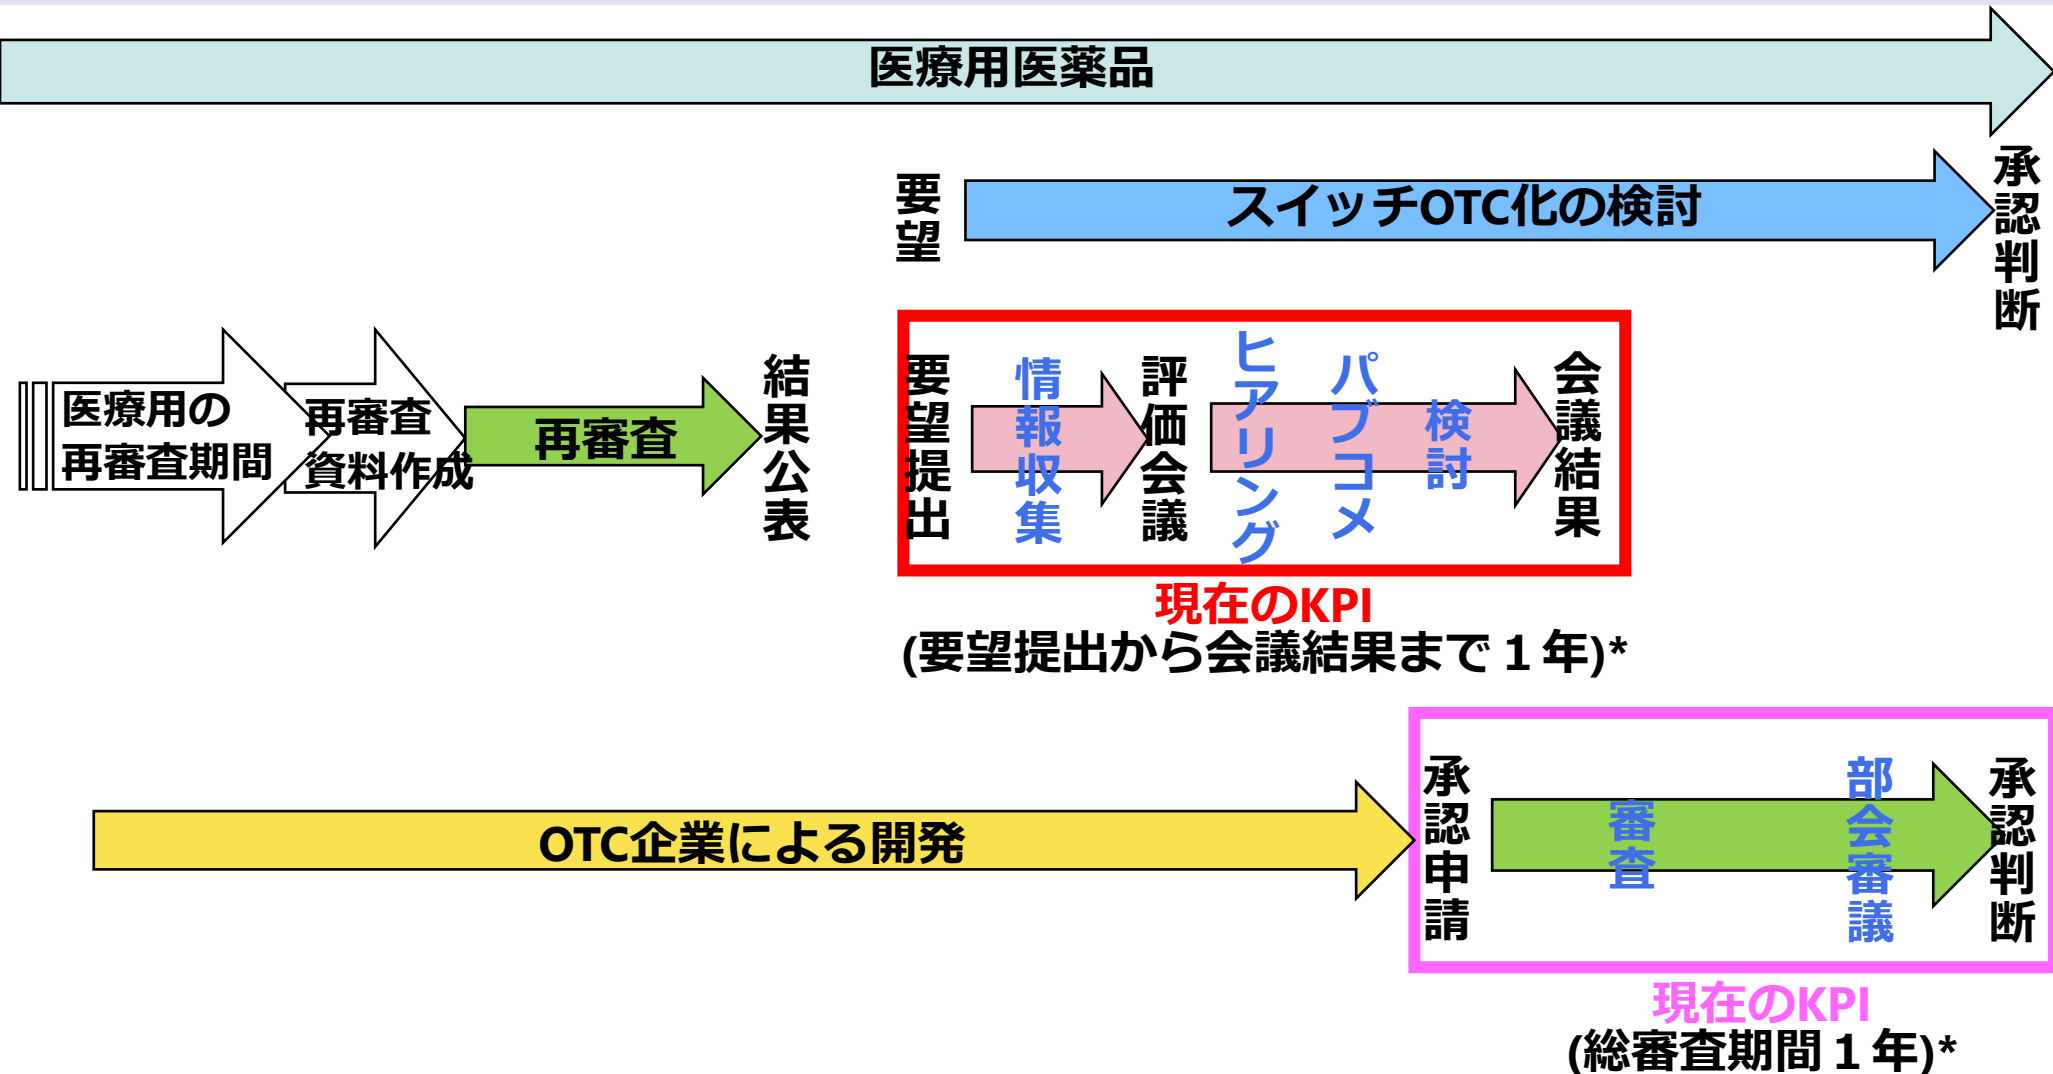 医療用医薬品
要望
スイッチOTC化の検討
承認判断
医療用の
再審査期間
再審査
資料作成
再審査
結果公表
要望提出
情報収集
評価会議
ヒアリング
パブコメ
検討
会議結果
現在のKPI
(要望提出から会議結果まで１年)*
OTC企業による開発
承認申請
審査
部会審議
承認判断
現在のKPI
(総審査期間１年)*